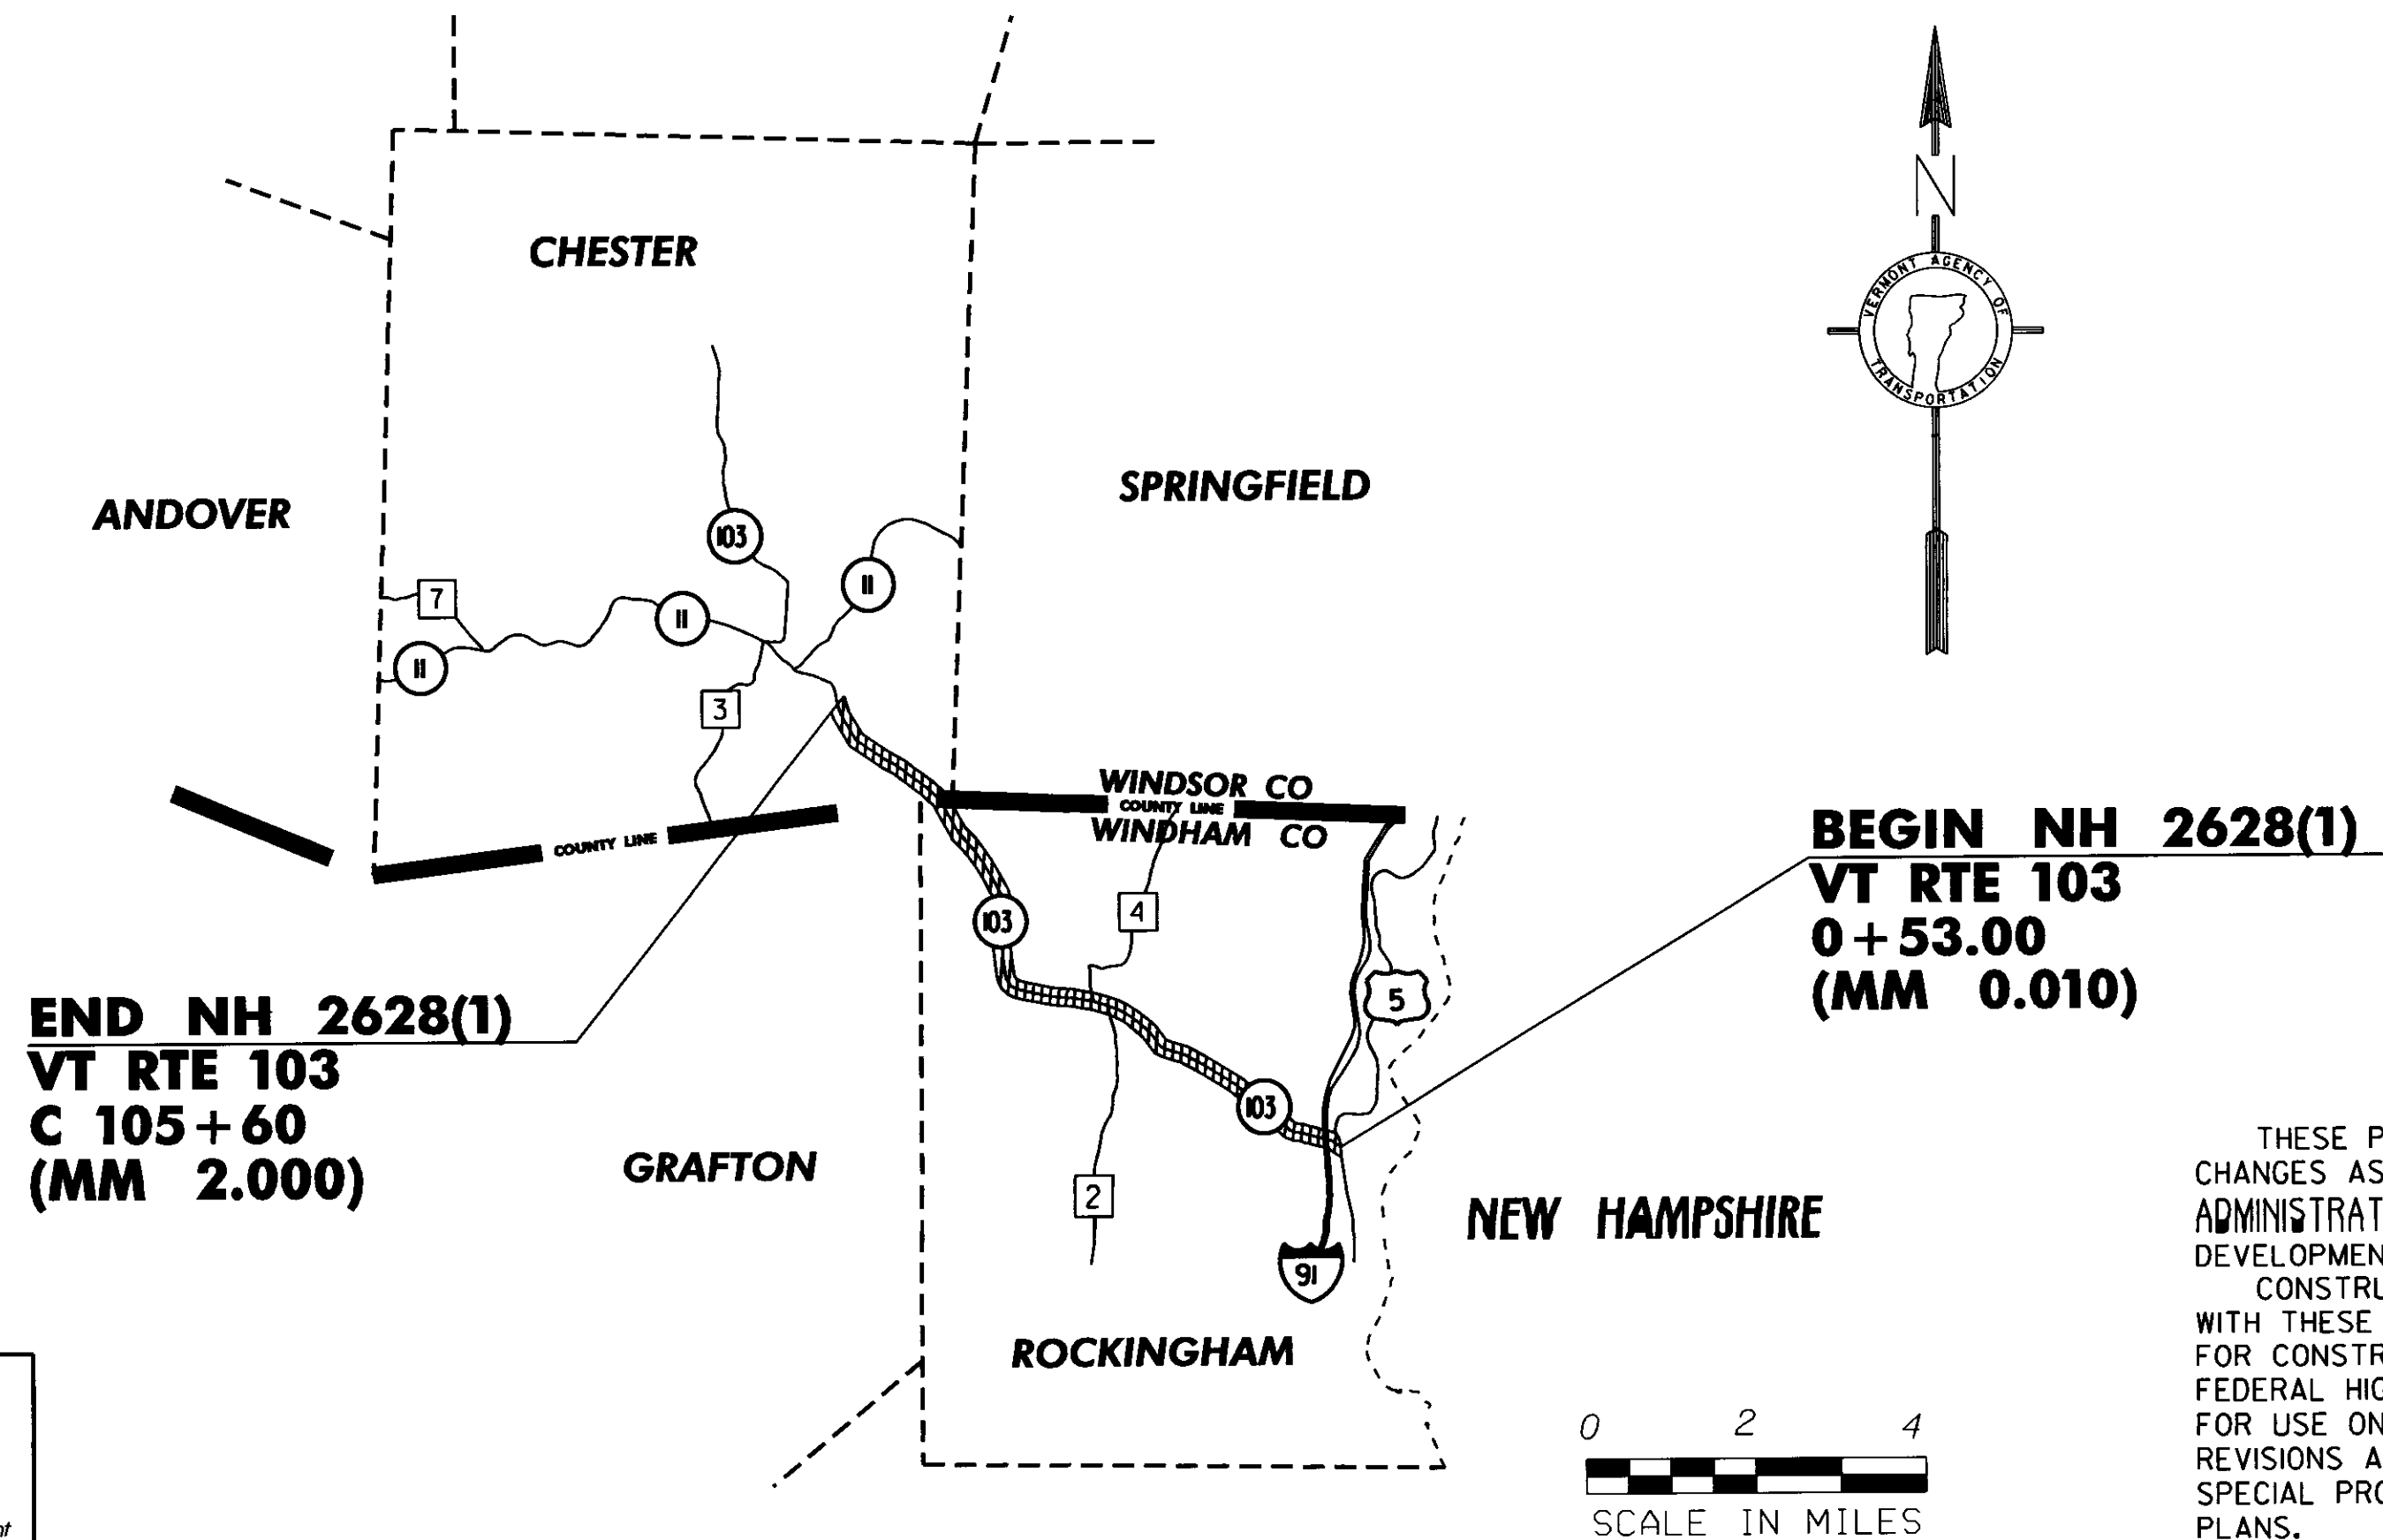 CHESTER
VERMONT AGENCY OF
TRANSPORTATION
N
ANDOVER
SPRINGFIELD
103
11
7
11
11
3
WINDSOR CO
COUNTY LINE
WINDHAM CO
COUNTY LINE
BEGIN NH 2628(1)
VT RTE 103
0+53.00
(MM 0.010)
103
4
5
END NH 2628(1)
VT RTE 103
C 105+60
(MM 2.000)
103
GRAFTON
2
NEW HAMPSHIRE
91
ROCKINGHAM
0 2 4
SCALE IN MILES
THESE P
CHANGES AS
ADMINISTRAT
DEVELOPMEN
CONSTRU
WITH THESE
FOR CONSTR
FEDERAL HIG
FOR USE ON
REVISIONS A
SPECIAL PRO
PLANS.